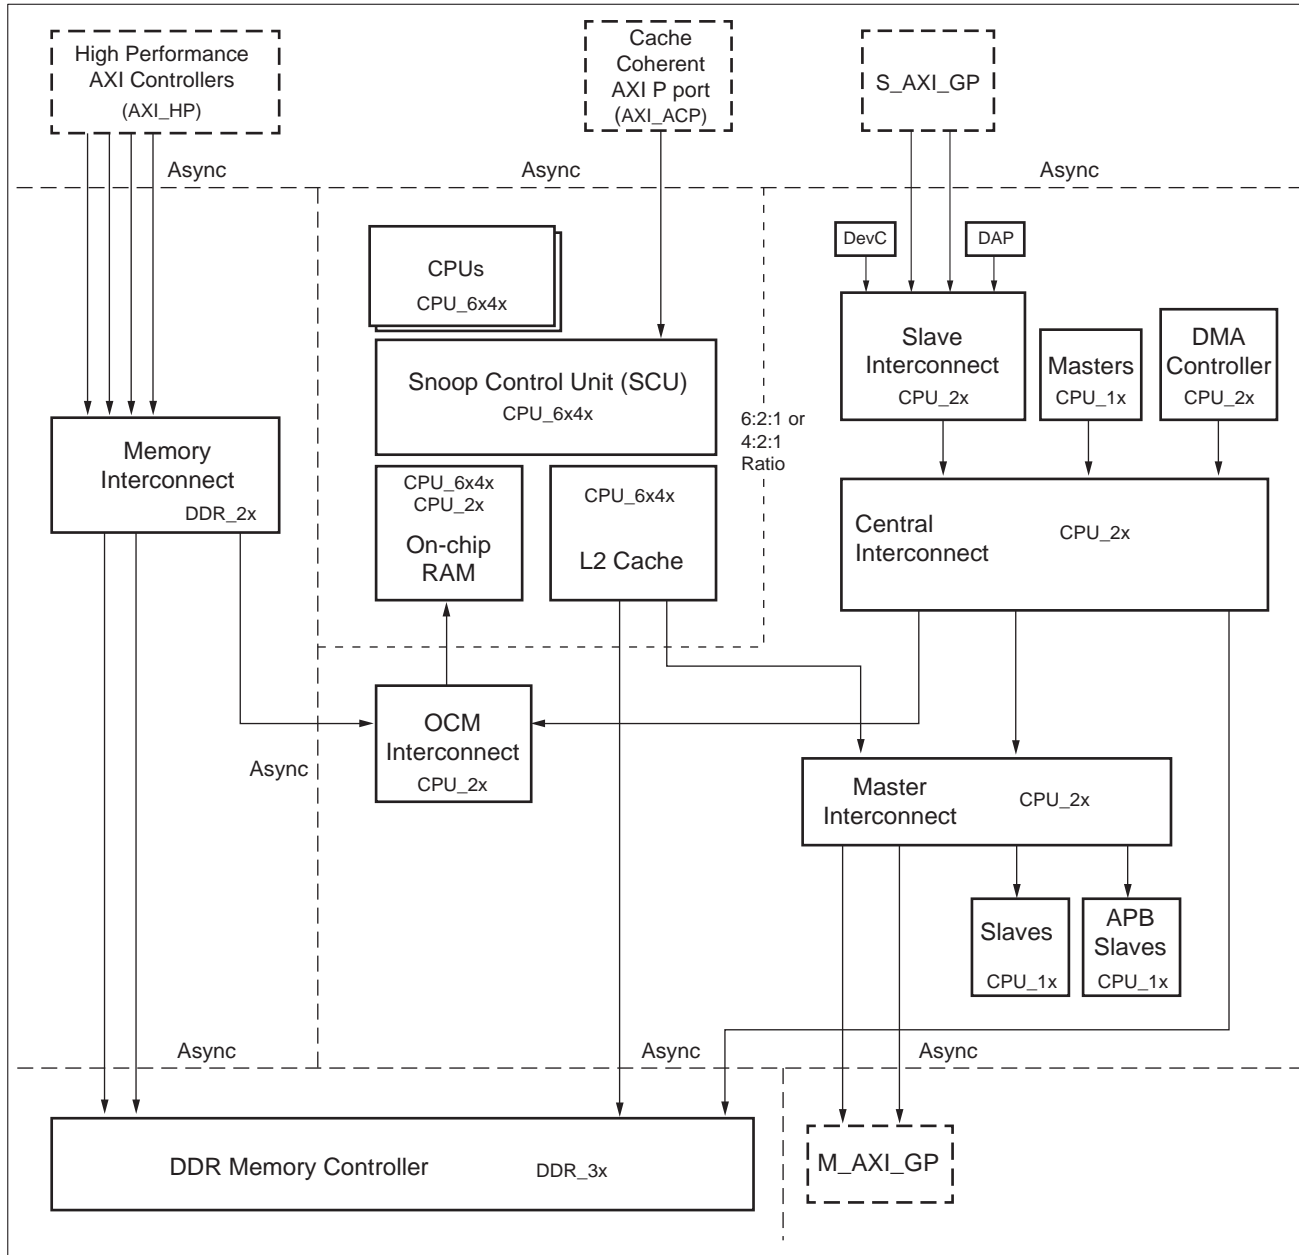 High Performance
AXI Controllers
(AXI_HP)
Cache
Coherent
AXI P port
(AXI_ACP)
S_AXI_GP
Async
Async
Async
DevC
DAP
CPUs
CPU_6x4x
Slave
Interconnect
CPU_2x
Masters
CPU_1x
DMA
Controller
CPU_2x
Snoop Control Unit (SCU)
CPU_6x4x
6:2:1 or
4:2:1
Ratio
Memory
Interconnect
DDR_2x
CPU_6x4x
CPU_2x
On-chip
RAM
CPU_6x4x
L2 Cache
Central
Interconnect
CPU_2x
OCM
Interconnect
CPU_2x
Async
Master
Interconnect
CPU_2x
Slaves
CPU_1x
APB
Slaves
CPU_1x
Async
Async
Async
DDR Memory Controller
DDR_3x
M_AXI_GP